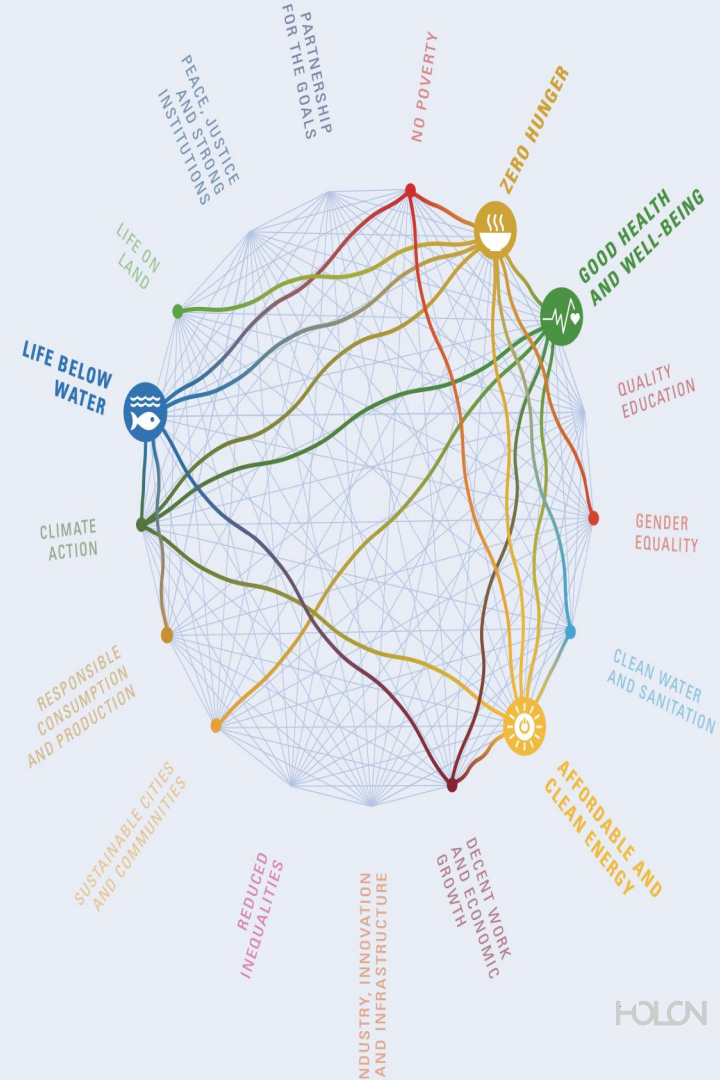 PARTNERSHIP
FOR THE GOALS
NO POVERTY
ZERO HUNGER
GOOD HEALTH
AND WELL-BEING
QUALITY
EDUCATION
GENDER
EQUALITY
CLEAN WATER
AND SANITATION
AFFORDABLE AND
CLEAN ENERGY
DECENT WORK
AND ECONOMIC
GROWTH
NDUSTRY, INNOVATION
AND INFRASTRUCTURE
REDUCED
INEQUALITIES
SUSTAINABLE CITIES
AND COMMUNITIES
RESPONSIBLE
CONSUMPTION
AND PRODUCTION
CLIMATE
ACTION
LIFE BELOW
WATER
LIFE ON
LAND
PEACE, JUSTICE
AND STRONG
INSTITUTIONS
HOLON